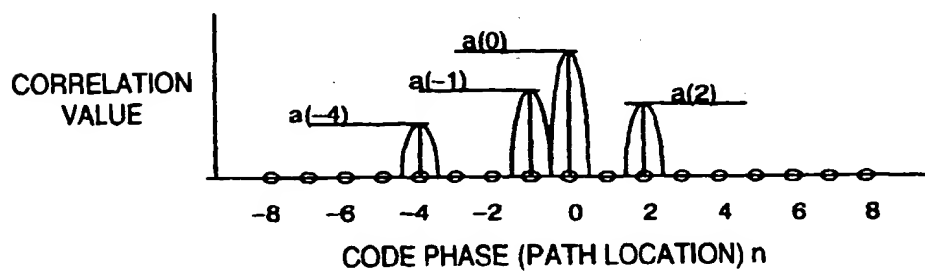 a(0)
CORRELATION
VALUE
a(−1)
a(2)
a(−4)
−8 −6 −4 −2 0 2 4 6 8
CODE PHASE (PATH LOCATION) n